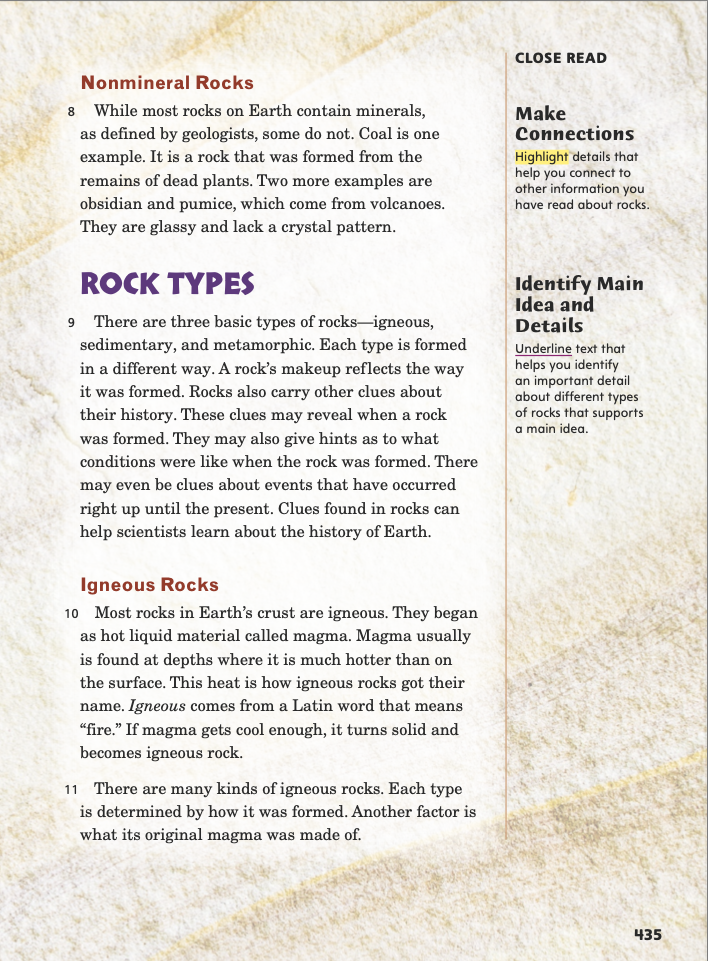 Nonmineral Rocks
8 While most rocks on Earth contain minerals,
as defined by geologists, some do not. Coal is one
example. It is a rock that was formed from the
remains of dead plants. Two more examples are
obsidian and pumice, which come from volcanoes.
They are glassy and lack a crystal pattern.
ROCK TYPES
9 There are three basic types of rocks—igneous,
sedimentary, and metamorphic. Each type is formed
in a different way. A rock's makeup reflects the way
it was formed. Rocks also carry other clues about
their history. These clues may reveal when a rock
was formed. They may also give hints as to what
conditions were like when the rock was formed. There
may even be clues about events that have occurred
right up until the present. Clues found in rocks can
help scientists learn about the history of Earth.
Igneous Rocks
10 Most rocks in Earth's crust are igneous. They began
as hot liquid material called magma. Magma usually
is found at depths where it is much hotter than on
the surface. This heat is how igneous rocks got their
name. Igneous comes from a Latin word that means
“fire.” If magma gets cool enough, it turns solid and
becomes igneous rock.
11 There are many kinds of igneous rocks. Each type
is determined by how it was formed. Another factor is
what its original magma was made of.
CLOSE READ
Make
Connections
Highlight details that
help you connect to
other information you
have read about rocks.
Identify Main
Idea and
Details
Underline text that
helps you identify
an important detail
about different types
of rocks that supports
a main idea.
435